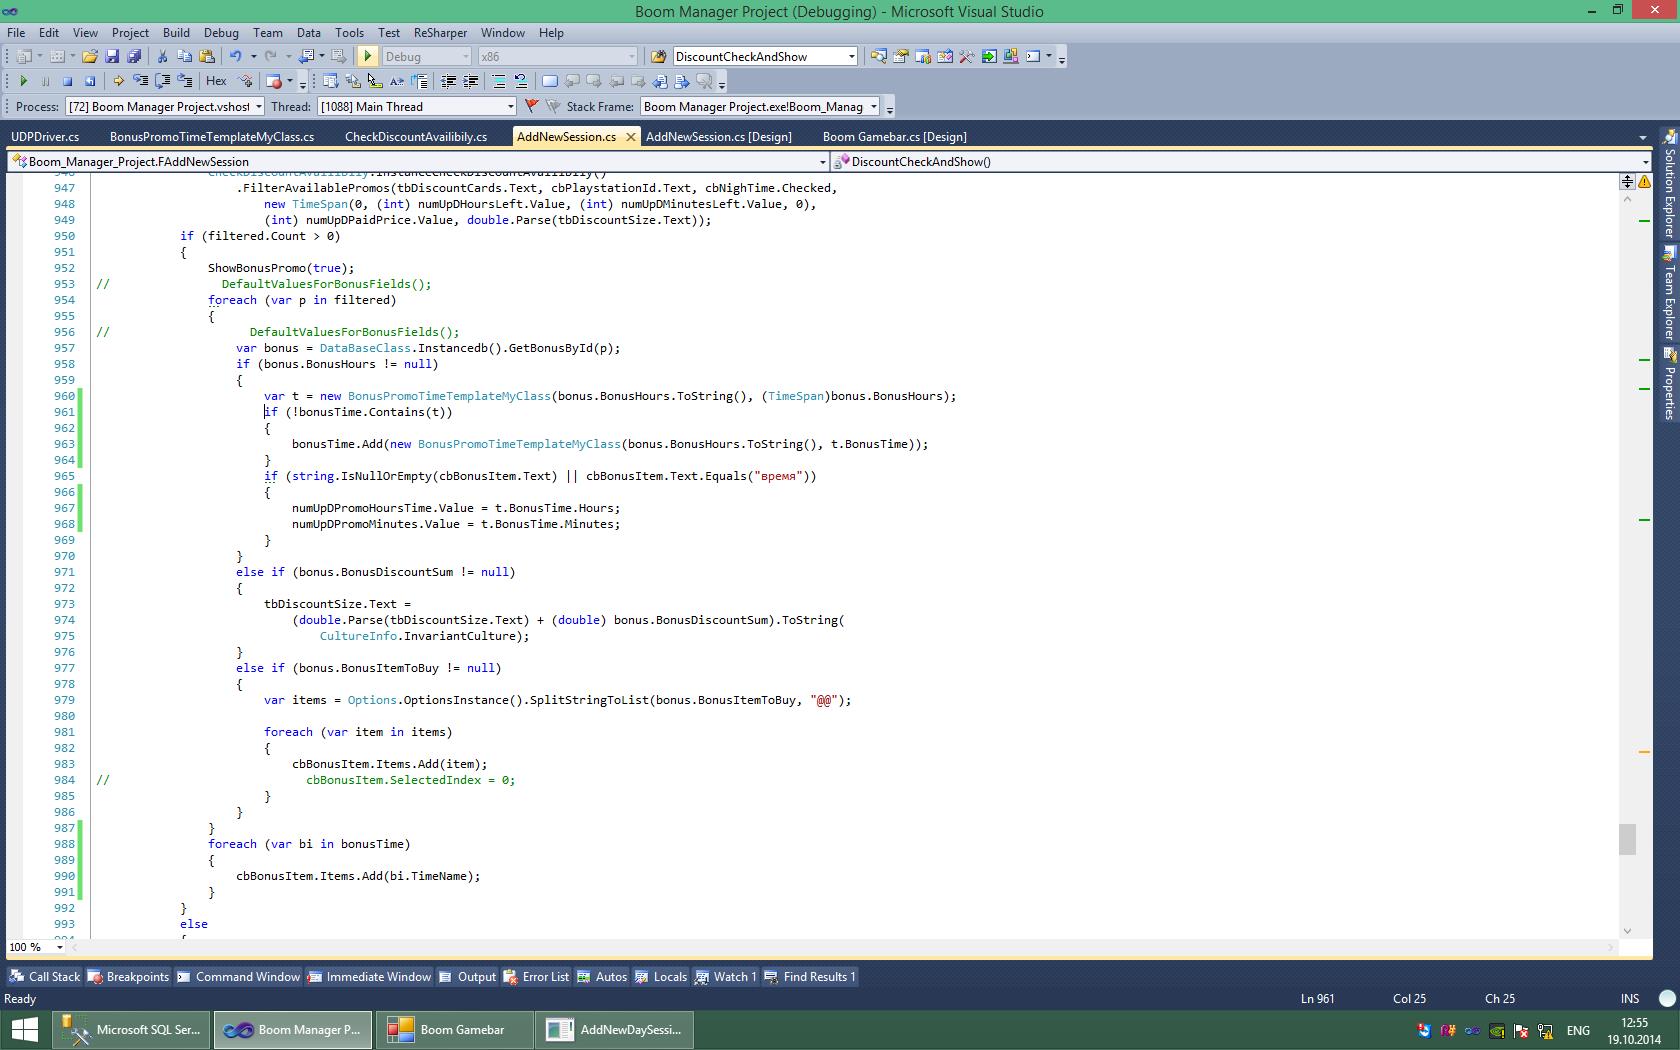 Boom Manager Project (Debugging) - Microsoft Visual Studio
File Edit View Project Build Debug Team Data Tools Test ReSharper Window Help
Debug x86 DiscountCheckAndShow
Hex
Process: [72] Boom Manager Project.vshost Thread: [1088] Main Thread Stack Frame: Boom Manager Project.exe!Boom_Manag
UDPDriver.cs BonusPromoTimeTemplateMyClass.cs CheckDiscountAvailibily.cs AddNewSession.cs AddNewSession.cs [Design] Boom Gamebar.cs [Design]
Boom_Manager_Project.FAddNewSession DiscountCheckAndShow()
946 CheckDiscountAvailibily.InstanceCheckDiscountAvailibily()
947 .FilterAvailablePromos(tbDiscountCards.Text, cbPlaystationId.Text, cbNighTime.Checked,
948 new TimeSpan(0, (int) numUpDHoursLeft.Value, (int) numUpDMinutesLeft.Value, 0),
949 (int) numUpDPaidPrice.Value, double.Parse(tbDiscountSize.Text));
950 if (filtered.Count > 0)
951 {
952 ShowBonusPromo(true);
953 // DefaultValuesForBonusFields();
954 foreach (var p in filtered)
955 {
956 // DefaultValuesForBonusFields();
957 var bonus = DataBaseClass.Instancedb().GetBonusById(p);
958 if (bonus.BonusHours != null)
959 {
960 var t = new BonusPromoTimeTemplateMyClass(bonus.BonusHours.ToString(), (TimeSpan)bonus.BonusHours);
961 if (!bonusTime.Contains(t))
962 {
963 bonusTime.Add(new BonusPromoTimeTemplateMyClass(bonus.BonusHours.ToString(), t.BonusTime));
964 }
965 if (string.IsNullOrEmpty(cbBonusItem.Text) || cbBonusItem.Text.Equals("время"))
966 {
967 numUpDPromoHoursTime.Value = t.BonusTime.Hours;
968 numUpDPromoMinutes.Value = t.BonusTime.Minutes;
969 }
970 }
971 else if (bonus.BonusDiscountSum != null)
972 {
973 tbDiscountSize.Text =
974 (double.Parse(tbDiscountSize.Text) + (double) bonus.BonusDiscountSum).ToString(
975 CultureInfo.InvariantCulture);
976 }
977 else if (bonus.BonusItemToBuy != null)
978 {
979 var items = Options.OptionsInstance().SplitStringToList(bonus.BonusItemToBuy, "@@");
980
981 foreach (var item in items)
982 {
983 cbBonusItem.Items.Add(item);
984 // cbBonusItem.SelectedIndex = 0;
985 }
986 }
987 }
988 foreach (var bi in bonusTime)
989 {
990 cbBonusItem.Items.Add(bi.TimeName);
991 }
992 }
993 else
994 {
100 %
Solution Explorer
Team Explorer
Properties
Call Stack Breakpoints Command Window Immediate Window Output Error List Autos Locals Watch 1 Find Results 1
Ready Ln 961 Col 25 Ch 25 INS
Microsoft SQL Ser... Boom Manager P... Boom Gamebar AddNewDaySessi... ENG 12:55
19.10.2014